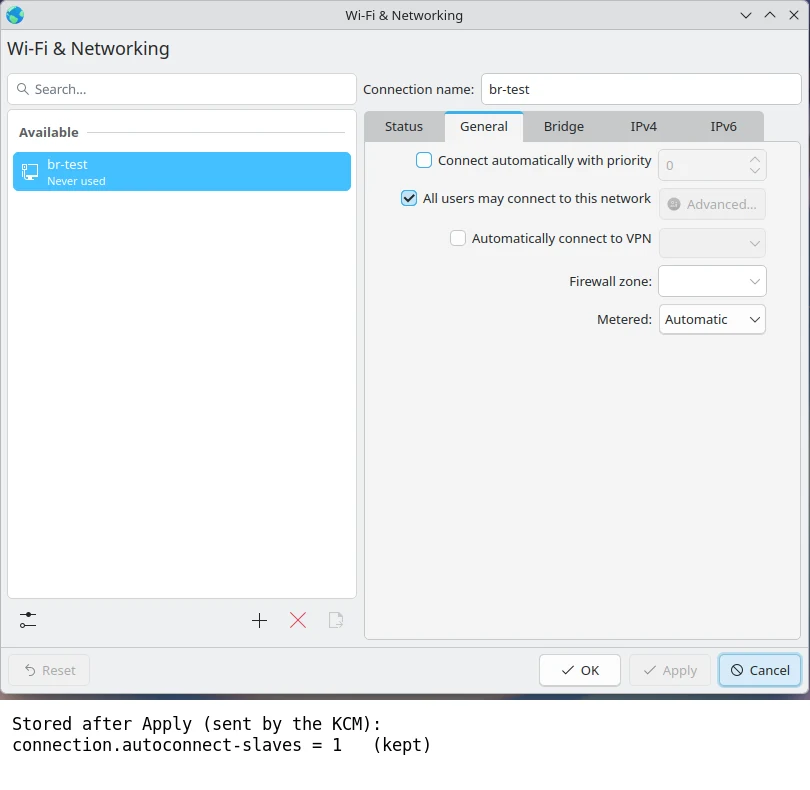 Wi-Fi & Networking
Wi-Fi & Networking
Search...
Connection name: br-test
Available
br-test
Never used
Status General Bridge IPv4 IPv6
Connect automatically with priority 0
All users may connect to this network Advanced...
Automatically connect to VPN
Firewall zone:
Metered: Automatic
Reset OK Apply Cancel
Stored after Apply (sent by the KCM):
connection.autoconnect-slaves = 1 (kept)